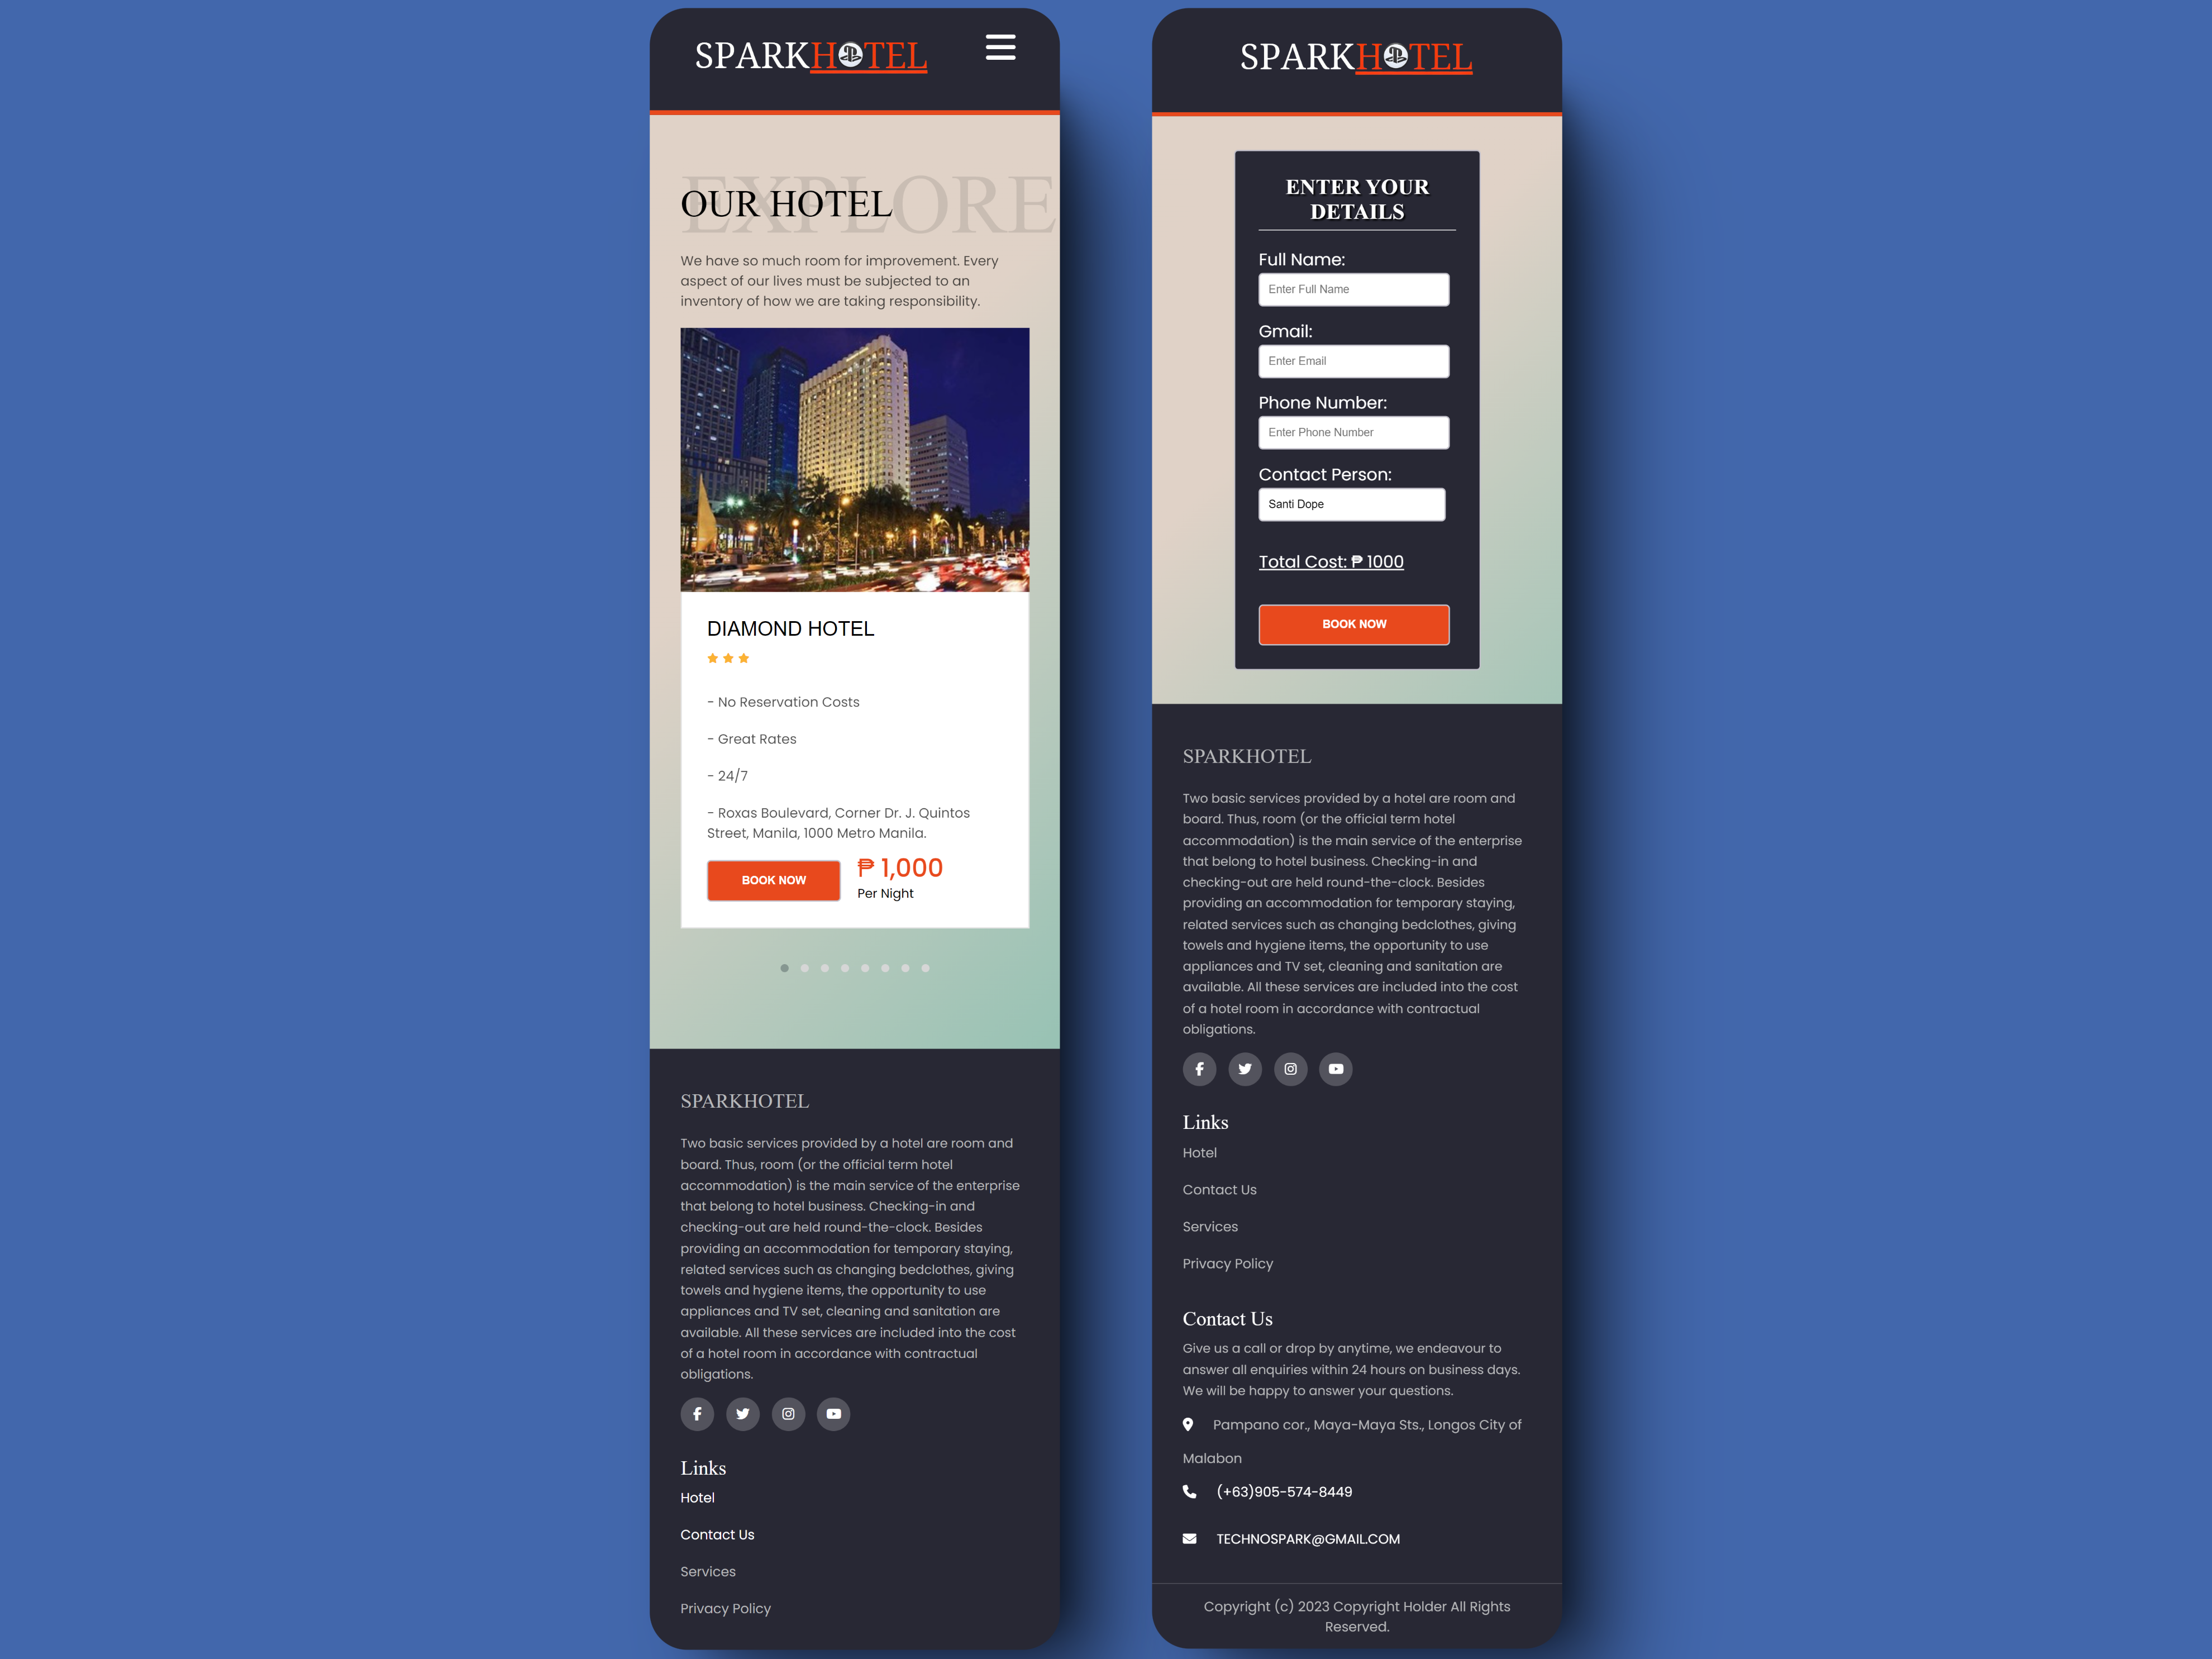 SPARKHOTEL
EXPLORE
OUR HOTEL
We have so much room for improvement. Every
aspect of our lives must be subjected to an
inventory of how we are taking responsibility.
DIAMOND HOTEL
- No Reservation Costs
- Great Rates
- 24/7
- Roxas Boulevard, Corner Dr. J. Quintos
Street, Manila, 1000 Metro Manila.
BOOK NOW
₱ 1,000
Per Night
SPARKHOTEL
Two basic services provided by a hotel are room and
board. Thus, room (or the official term hotel
accommodation) is the main service of the enterprise
that belong to hotel business. Checking-in and
checking-out are held round-the-clock. Besides
providing an accommodation for temporary staying,
related services such as changing bedclothes, giving
towels and hygiene items, the opportunity to use
appliances and TV set, cleaning and sanitation are
available. All these services are included into the cost
of a hotel room in accordance with contractual
obligations.
Links
Hotel
Contact Us
Services
Privacy Policy
SPARKHOTEL
ENTER YOUR
DETAILS
Full Name:
Enter Full Name
Gmail:
Enter Email
Phone Number:
Enter Phone Number
Contact Person:
Santi Dope
Total Cost: ₱ 1000
BOOK NOW
SPARKHOTEL
Two basic services provided by a hotel are room and
board. Thus, room (or the official term hotel
accommodation) is the main service of the enterprise
that belong to hotel business. Checking-in and
checking-out are held round-the-clock. Besides
providing an accommodation for temporary staying,
related services such as changing bedclothes, giving
towels and hygiene items, the opportunity to use
appliances and TV set, cleaning and sanitation are
available. All these services are included into the cost
of a hotel room in accordance with contractual
obligations.
Links
Hotel
Contact Us
Services
Privacy Policy
Contact Us
Give us a call or drop by anytime, we endeavour to
answer all enquiries within 24 hours on business days.
We will be happy to answer your questions.
Pampano cor., Maya-Maya Sts., Longos City of
Malabon
(+63)905-574-8449
TECHNOSPARK@GMAIL.COM
Copyright (c) 2023 Copyright Holder All Rights
Reserved.